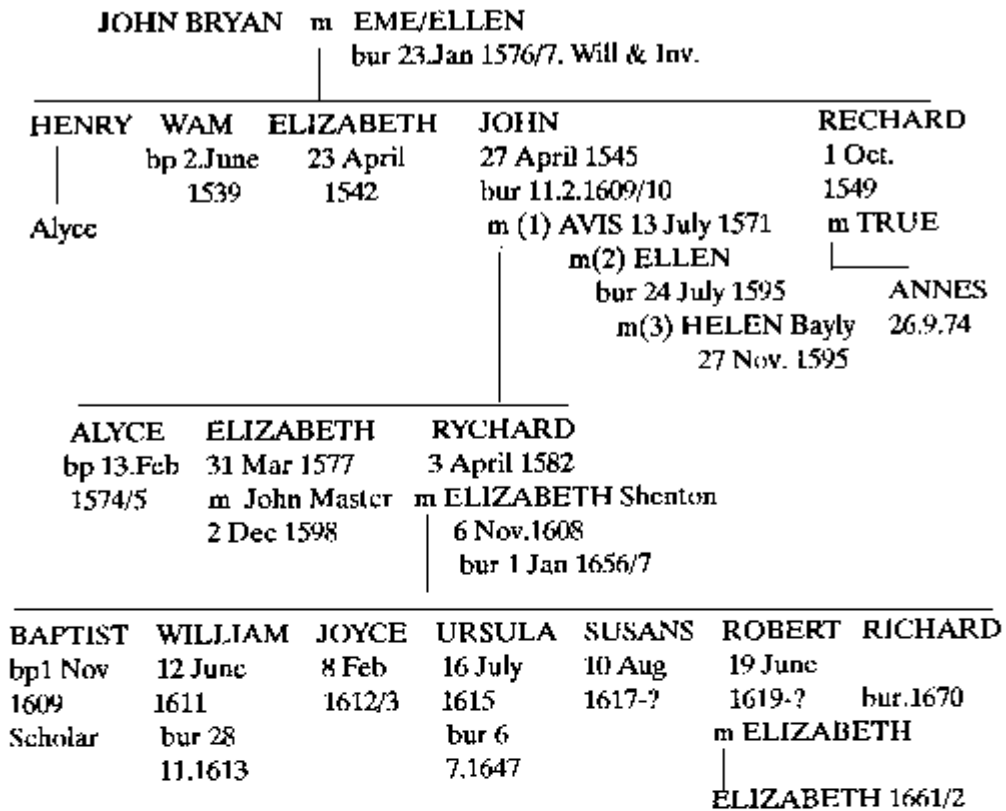 JOHN BRYAN m EME/ELLEN
bur 23.Jan 1576/7. Will & Inv.
HENRY WAM ELIZABETH JOHN RECHARD
bp 2.June 23 April 27 April 1545 1 Oct.
1539 1542 bur 11.2.1609/10 1549
Alyce m (1) AVIS 13 July 1571 m TRUE
m(2) ELLEN
bur 24 July 1595 ANNES
m(3) HELEN Bayly 26.9.74
27 Nov. 1595
ALYCE ELIZABETH RYCHARD
bp 13.Feb 31 Mar 1577 3 April 1582
1574/5 m John Master m ELIZABETH Shenton
2 Dec 1598 6 Nov.1608
bur 1 Jan 1656/7
BAPTIST WILLIAM JOYCE URSULA SUSANS ROBERT RICHARD
bp1 Nov 12 June 8 Feb 16 July 10 Aug 19 June
1609 1611 1612/3 1615 1617-? 1619-? bur.1670
Scholar bur 28 bur 6 m ELIZABETH
11.1613 7.1647
ELIZABETH 1661/2